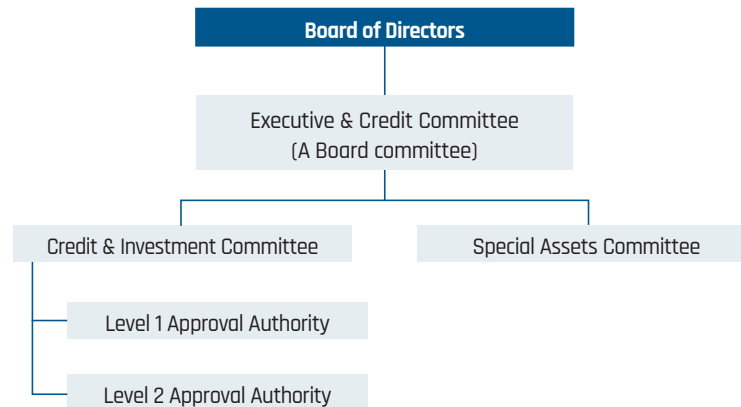 Board of Directors
Executive & Credit Committee
(A Board committee)
Credit & Investment Committee
Special Assets Committee
Level 1 Approval Authority
Level 2 Approval Authority